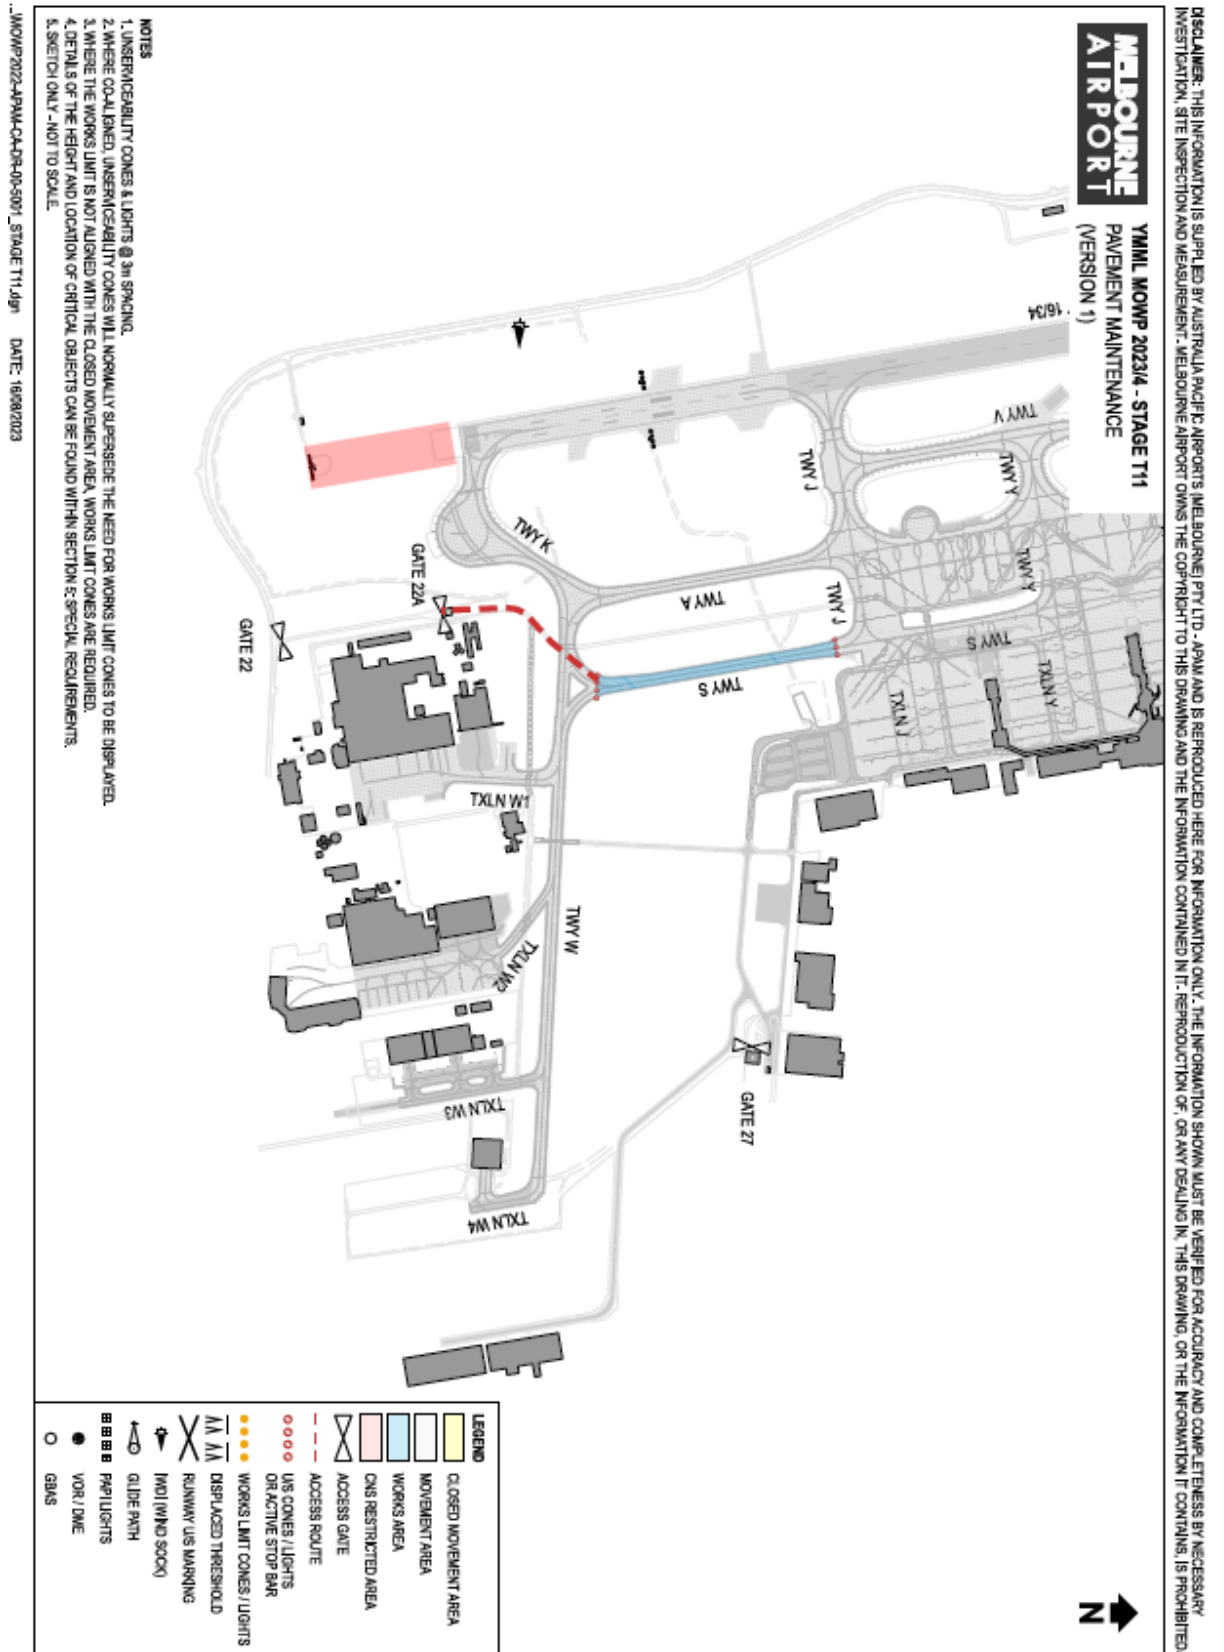 DISCLAIMER: THIS INFORMATION IS SUPPLIED BY AUSTRALIA PACIFIC AIRPORTS (MELBOURNE) PTY LTD - APAM AND IS REPRODUCED HERE FOR INFORMATION ONLY. THE INFORMATION SHOWN MUST BE VERIFIED FOR ACCURACY AND COMPLETENESS BY NECESSARY
INVESTIGATION, SITE INSPECTION AND MEASUREMENT. MELBOURNE AIRPORT OWNS THE COPYRIGHT TO THIS DRAWING AND THE INFORMATION CONTAINED IN IT. REPRODUCTION OF, OR ANY DEALING IN, THIS DRAWING, OR THE INFORMATION IT CONTAINS, IS PROHIBITED.
MELBOURNE
AIRPORT
YMML MOWP 2023/4 - STAGE T11
PAVEMENT MAINTENANCE
(VERSION 1)
N
16/34
TWY V
TWY Y
TWY J
TWY Y
TWY J
TWY S
TXLN Y
TXLN J
TWY K
TWY A
TWY S
GATE 22A
GATE 22
TXLN W1
TWY W
TXLN W2
GATE 27
TXLN W3
TXLN W4
NOTES
1. UNSERVICEABILITY CONES & LIGHTS @ 3m SPACING.
2. WHERE CO-ALIGNED, UNSERVICEABILITY CONES WILL NORMALLY SUPERSEDE THE NEED FOR WORKS LIMIT CONES TO BE DISPLAYED.
3. WHERE THE WORKS LIMIT IS NOT ALIGNED WITH THE CLOSED MOVEMENT AREA, WORKS LIMIT CONES ARE REQUIRED.
4. DETAILS OF THE HEIGHT AND LOCATION OF CRITICAL OBJECTS CAN BE FOUND WITHIN SECTION 5: SPECIAL REQUIREMENTS.
5. SKETCH ONLY - NOT TO SCALE.
LEGEND
CLOSED MOVEMENT AREA
MOVEMENT AREA
WORKS AREA
CNS RESTRICTED AREA
ACCESS GATE
ACCESS ROUTE
U/S CONES / LIGHTS
OR ACTIVE STOP BAR
WORKS LIMIT CONES / LIGHTS
DISPLACED THRESHOLD
RUNWAY U/S MARKING
IWDI (WIND SOCK)
GLIDE PATH
PAPI LIGHTS
VOR / DME
GBAS
...\MOWP2022-APAM-CA-DR-00-5001_STAGE T11.dgn DATE: 16/08/2023